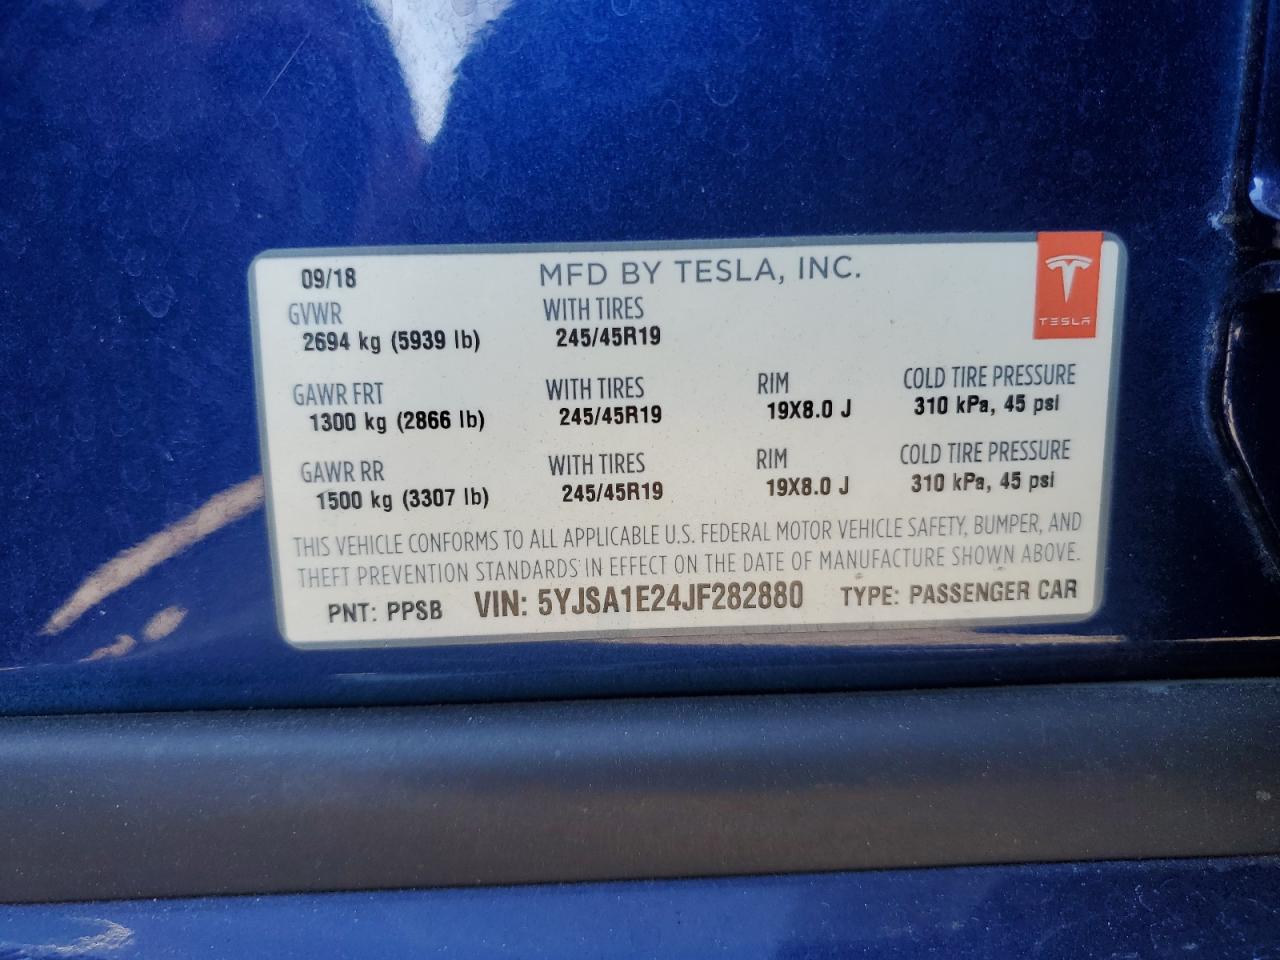 09/18 MFD BY TESLA, INC.
TESLA
GVWR WITH TIRES
2694 kg (5939 lb) 245/45R19
GAWR FRT WITH TIRES RIM COLD TIRE PRESSURE
1300 kg (2866 lb) 245/45R19 19X8.0 J 310 kPa, 45 psi
GAWR RR WITH TIRES RIM COLD TIRE PRESSURE
1500 kg (3307 lb) 245/45R19 19X8.0 J 310 kPa, 45 psi
THIS VEHICLE CONFORMS TO ALL APPLICABLE U.S. FEDERAL MOTOR VEHICLE SAFETY, BUMPER, AND
THEFT PREVENTION STANDARDS IN EFFECT ON THE DATE OF MANUFACTURE SHOWN ABOVE.
PNT: PPSB VIN: 5YJSA1E24JF282880 TYPE: PASSENGER CAR